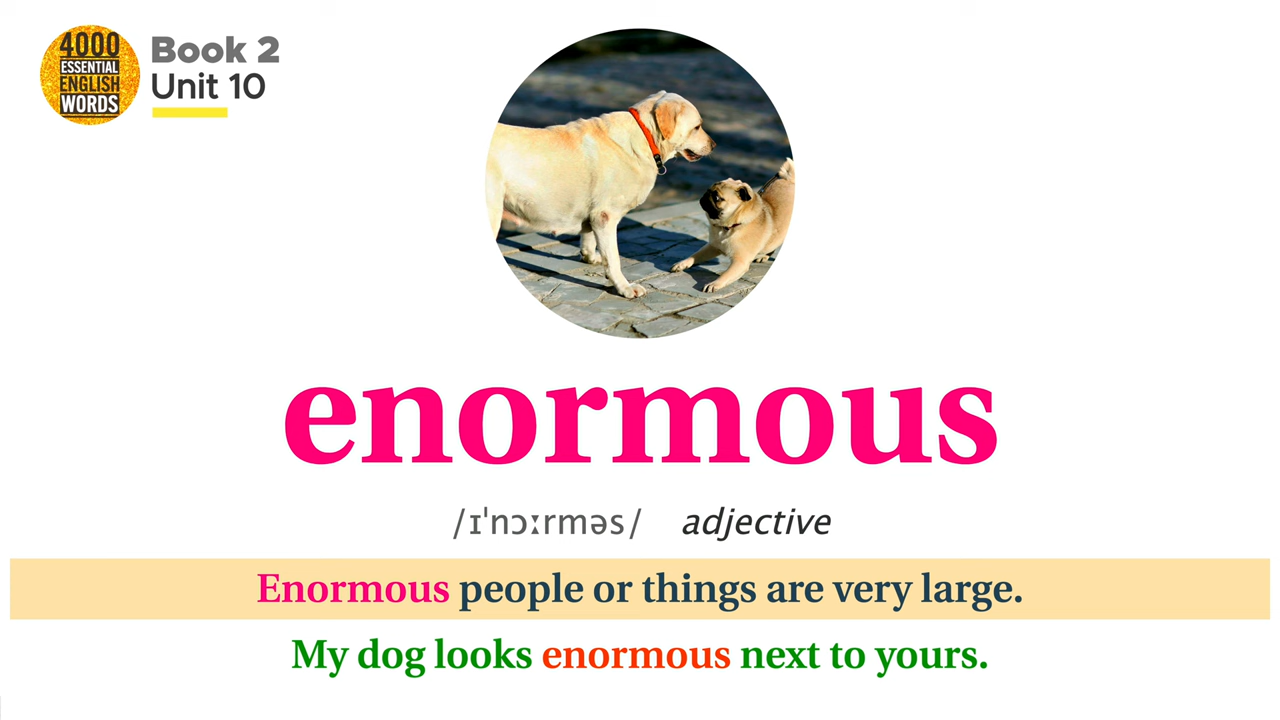 4000
ESSENTIAL
ENGLISH
WORDS
Book 2
Unit 10
enormous
/ɪˈnɔːrməs/ adjective
Enormous people or things are very large.
My dog looks enormous next to yours.